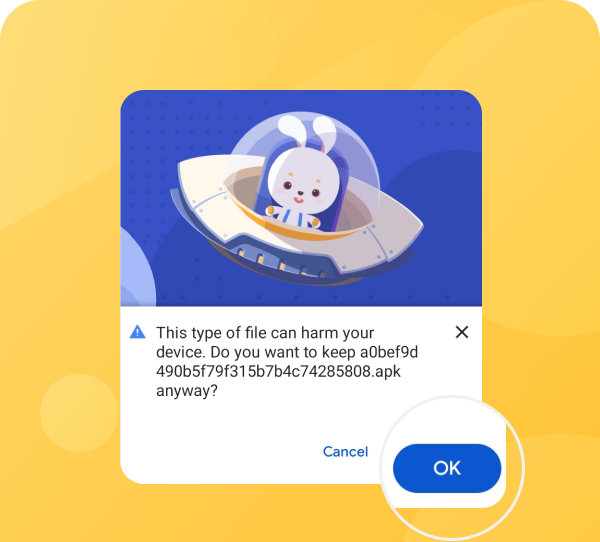 This type of file can harm your
device. Do you want to keep a0bef9d
490b5f79f315b7b4c74285808.apk
anyway?
Cancel
OK